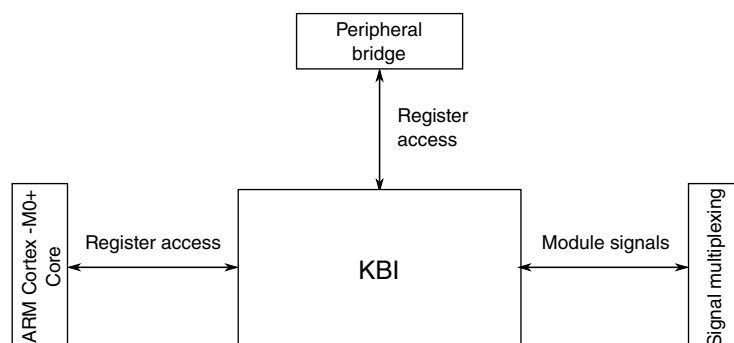 Peripheral
bridge
Register
access
ARM Cortex -M0+
Core
Register access
KBI
Module signals
Signal multiplexing